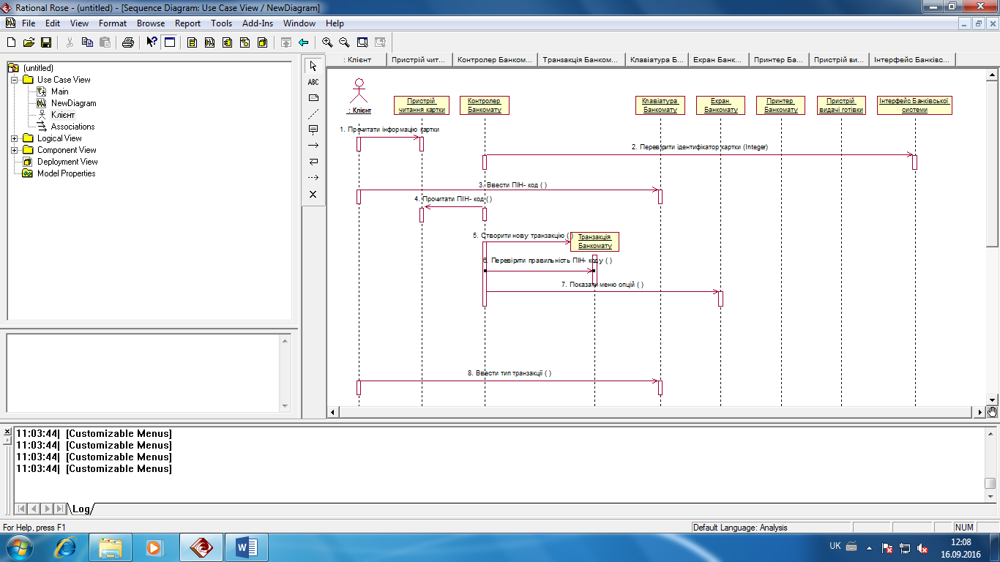 Rational Rose - (untitled) - [Sequence Diagram: Use Case View / NewDiagram]
File Edit View Format Browse Report Tools Add-Ins Window Help
ABC
(untitled)
Use Case View
Main
NewDiagram
Клієнт
Associations
Logical View
Component View
Deployment View
Model Properties
: Клієнт Пристрій чит... Контролер Банком... Транзакція Банком... Клавіатура Б... Екран Банк... Принтер Ба... Пристрій ви... Інтерфейс Банківс...
: Клієнт
Пристрій
читання картки
Контролер
Банкомату
Клавіатура
Банкомату
Екран
Банкомату
Принтер
Банкомату
Пристрій
видачі готівки
Інтерфейс Банківської
системи
1. Прочитати інформацію картки
2. Перевірити ідентифікатор картки (Integer)
3. Ввести ПІН- код ( )
4. Прочитати ПІН- код ( )
5. Створити нову транзакцію ( )
Транзакція
Банкомату
6. Перевірити правильність ПІН- коду ( )
7. Показати меню опцій ( )
8. Ввести тип транзакції ( )
11:03:44| [Customizable Menus]
11:03:44| [Customizable Menus]
11:03:44| [Customizable Menus]
11:03:44| [Customizable Menus]
Log
For Help, press F1
Default Language: Analysis
NUM
UK
12:08
16.09.2016